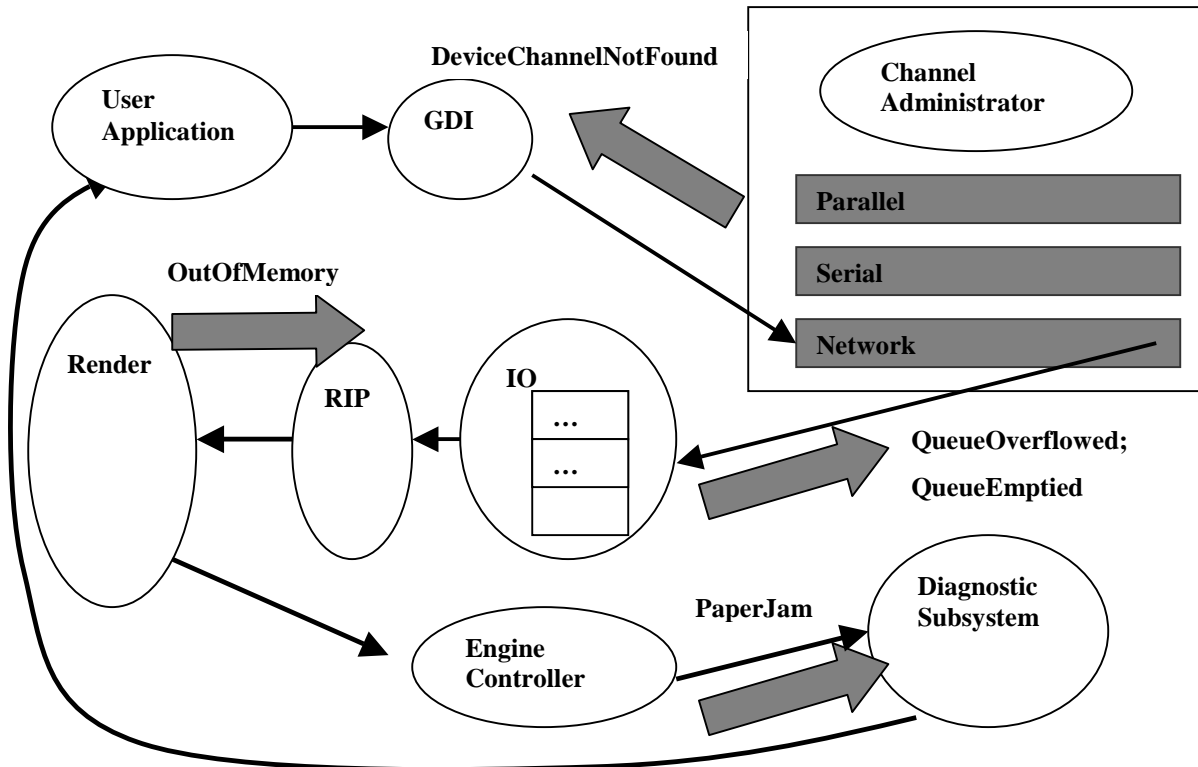 DeviceChannelNotFound
User
Application
GDI
Channel
Administrator
Parallel
Serial
Network
OutOfMemory
Render
RIP
IO
...
...
QueueOverflowed;
QueueEmptied
PaperJam
Engine
Controller
Diagnostic
Subsystem